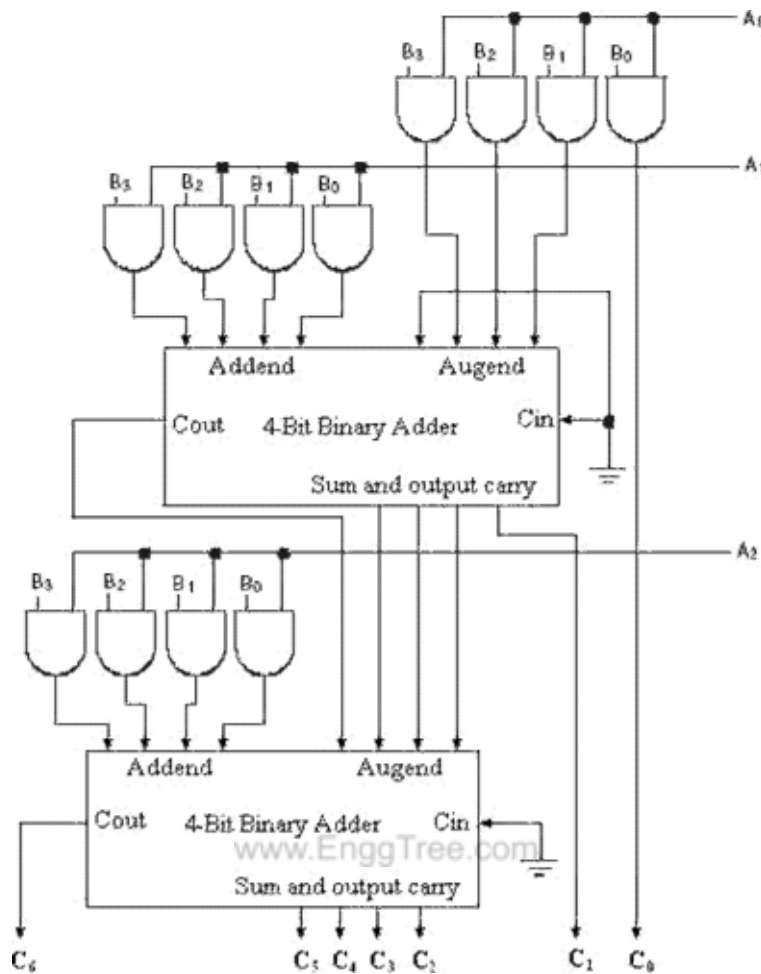 A0
B3 B2 B1 B0
A1
B3 B2 B1 B0
Addend Augend
Cout 4-Bit Binary Adder Cin
Sum and output carry
A2
B3 B2 B1 B0
Addend Augend
Cout 4-Bit Binary Adder Cin
www.EnggTree.com
Sum and output carry
C6 C5 C4 C3 C2 C1 C0